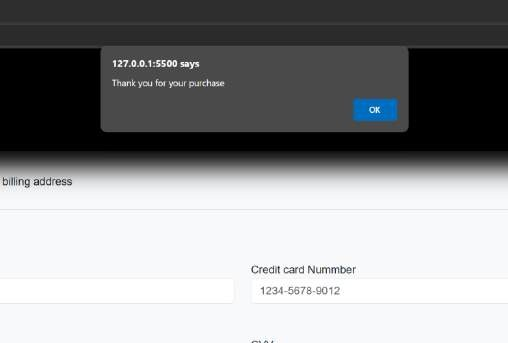 127.0.0.1:5500 says
Thank you for your purchase
OK
billing address
Credit card Nummber
1234-5678-9012